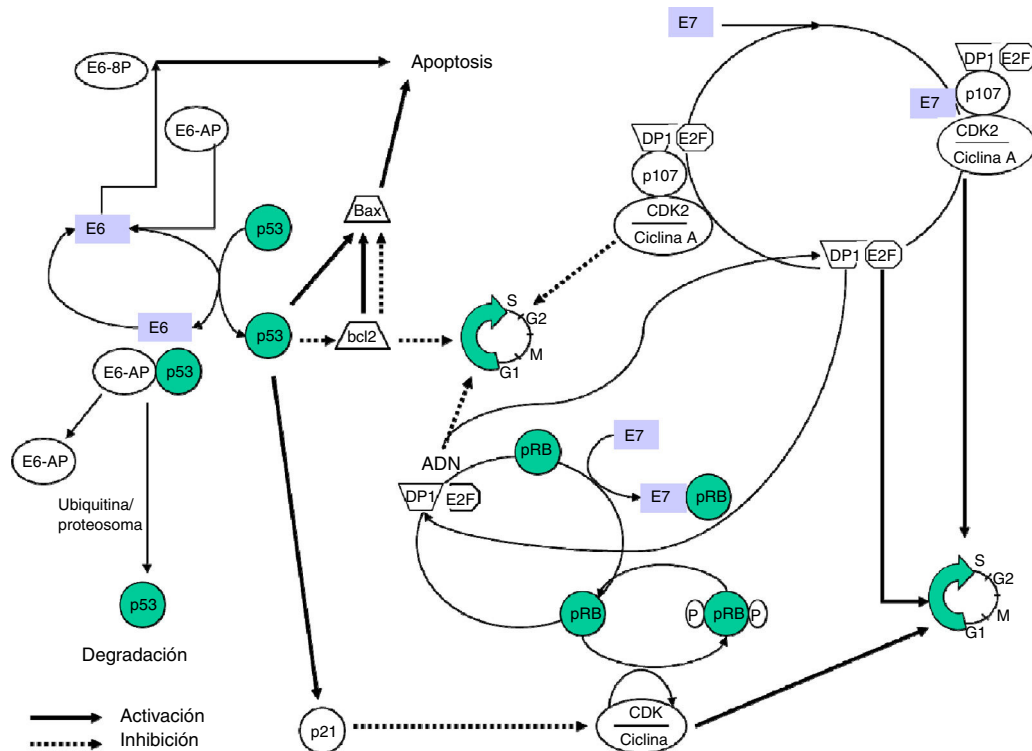 E7
E6-8P
Apoptosis
DP1 E2F
p107
E7
CDK2
Ciclina A
E6-AP
DP1 E2F
p107
CDK2
Ciclina A
Bax
E6
p53
DP1 E2F
E6
p53
bcl2
S
G2
M
G1
E6-AP
p53
E6-AP
ADN
pRB
E7
DP1
E2F
E7
pRB
Ubiquitina/
proteosoma
p53
pRB
P
pRB
P
S
G2
M
G1
Degradación
Activación
Inhibición
p21
CDK
Ciclina